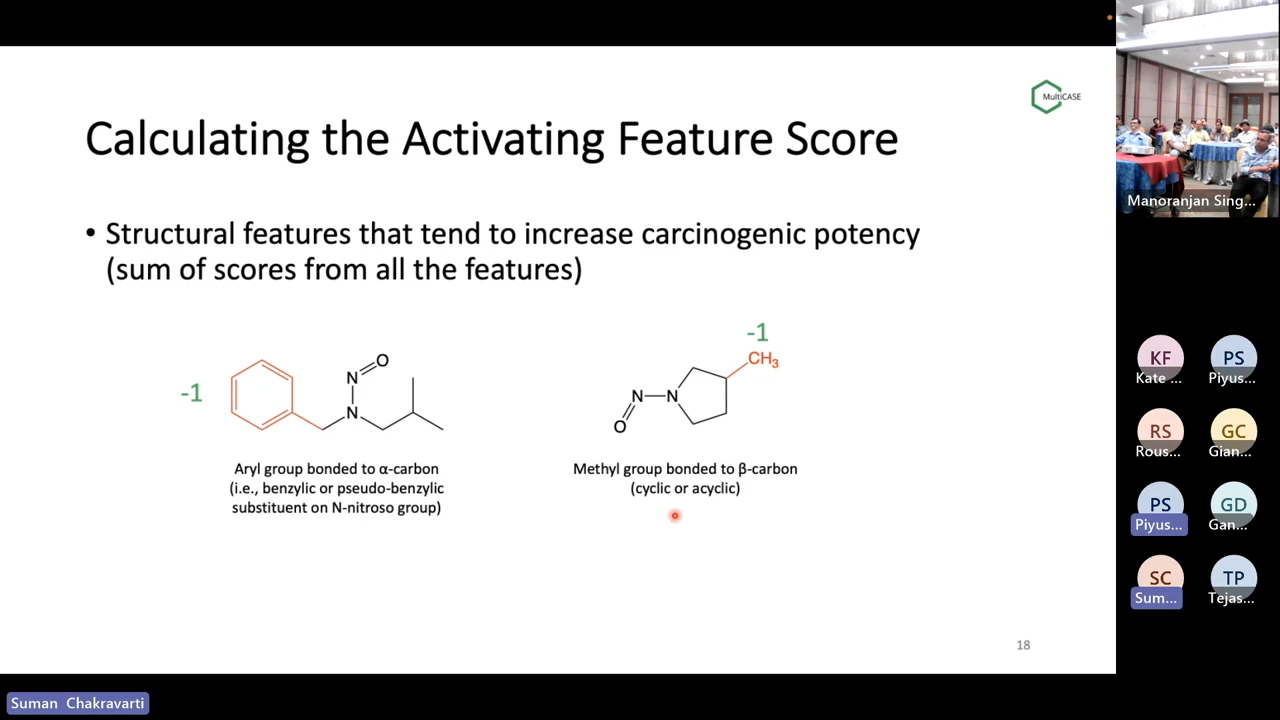 MultiCASE
Calculating the Activating Feature Score
• Structural features that tend to increase carcinogenic potency
(sum of scores from all the features)
-1
N
O
N
Aryl group bonded to α-carbon
(i.e., benzylic or pseudo-benzylic
substituent on N-nitroso group)
-1
CH3
N
N
O
Methyl group bonded to β-carbon
(cyclic or acyclic)
18
Manoranjan Sing...
KF
Kate ...
PS
Piyus...
RS
Rous...
GC
Gian...
PS
Piyus...
GD
Gan...
SC
Sum...
TP
Tejas...
Suman Chakravarti